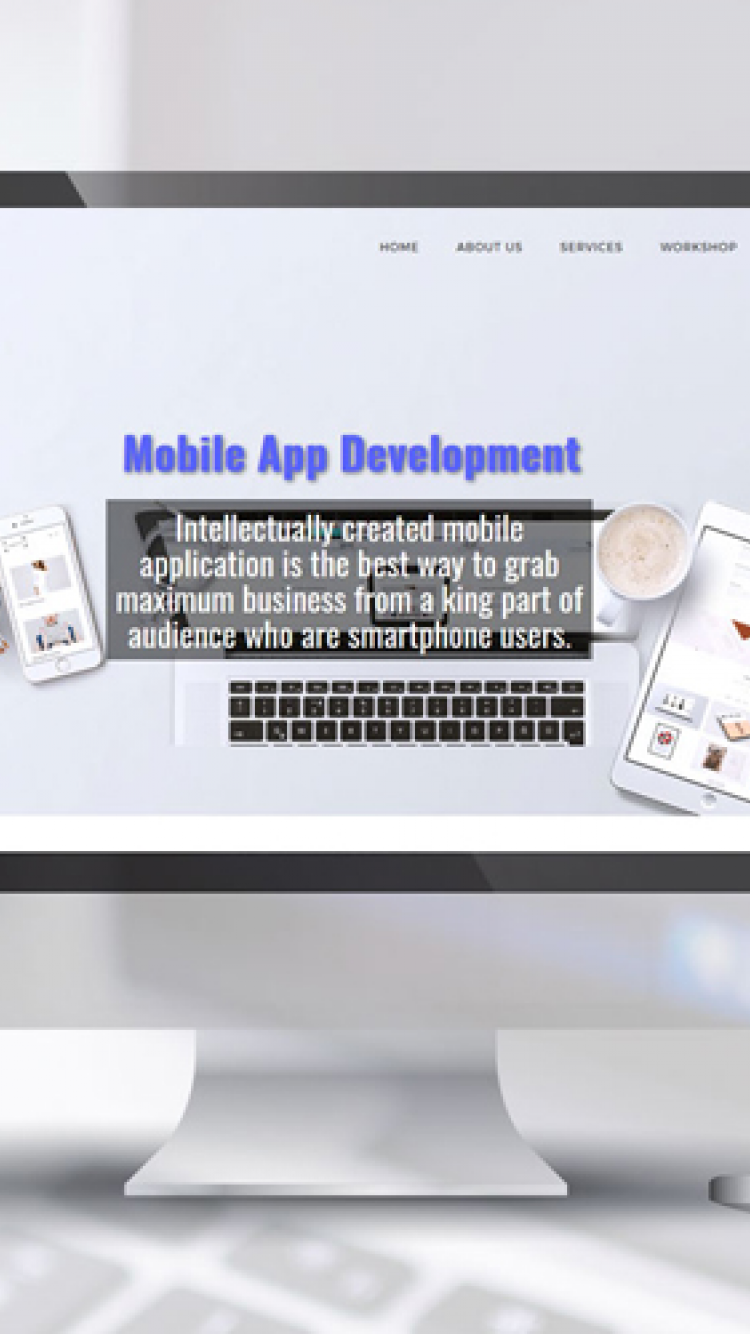 HOME ABOUT US SERVICES WORKSHOP
Mobile App Development
Intellectually created mobile
application is the best way to grab
maximum business from a king part of
audience who are smartphone users.